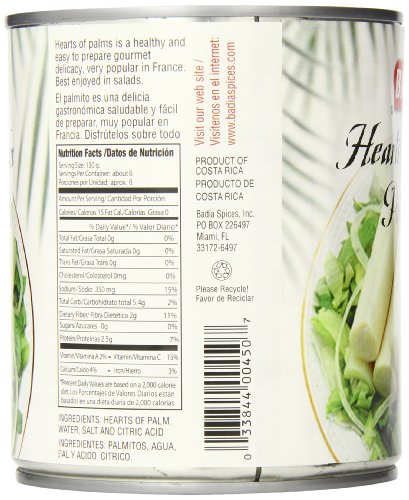 Hearts of palms is a healthy and
easy to prepare gourmet
delicacy, very popular in France.
Best enjoyed in salads.
El palmito es una delicia
gastronómica saludable y fácil
de preparar, muy popular en
Francia. Disfrútelos sobre todo
Nutrition Facts /Datos de Nutrición
Serving Size: 130 g.
Servings Per Container: about 6
Porciones por Unidad: aprox. 6
Amount Per Serving/ Cantidad Por Porción
Calories/ Calorías 15 Fat Cal./Calorías. Grasa 0
% Daily Value*/ % Valor Diario*
Total Fat/Grasa Total 0g 0%
Saturated Fat/Grasa Saturada 0g 0%
Trans Fat/Grasa Trans 0g
Cholesterol/Colesterol 0mg 0%
Sodium/Sodio 350 mg 15%
Total Carb/Carbohidrato total 5.4g 2%
Dietary Fiber/ Fibra Dietética 2g 11%
Sugars/Azúcares 0g 0%
Protein/Proteínas 2.5g 7%
Vitamin/Vitamina A 2% • Vitamin/Vitamina C 15%
Calcium/Caldo 4% • Iron/Hierro 3%
*Percent Daily Values are based on a 2,000 calorie
diet. Los Porcentajes de Valores Diarios están
basados en una dieta diaria de 2,000 calorías
INGREDIENTS: HEARTS OF PALM,
WATER, SALT AND CITRIC ACID
INGREDIENTES: PALMITOS, AGUA,
SAL Y ACIDO CITRICO.
Visit our web site /
Visítenos en el internet:
www.badiaspices.com
PRODUCT OF
COSTA RICA
PRODUCTO DE
COSTA RICA
Badia Spices, Inc.
PO BOX 226497
Miami, FL
33172-6497
Please Recycle!
Favor de Reciclar
0 33844 00450 7
B
Hea
P